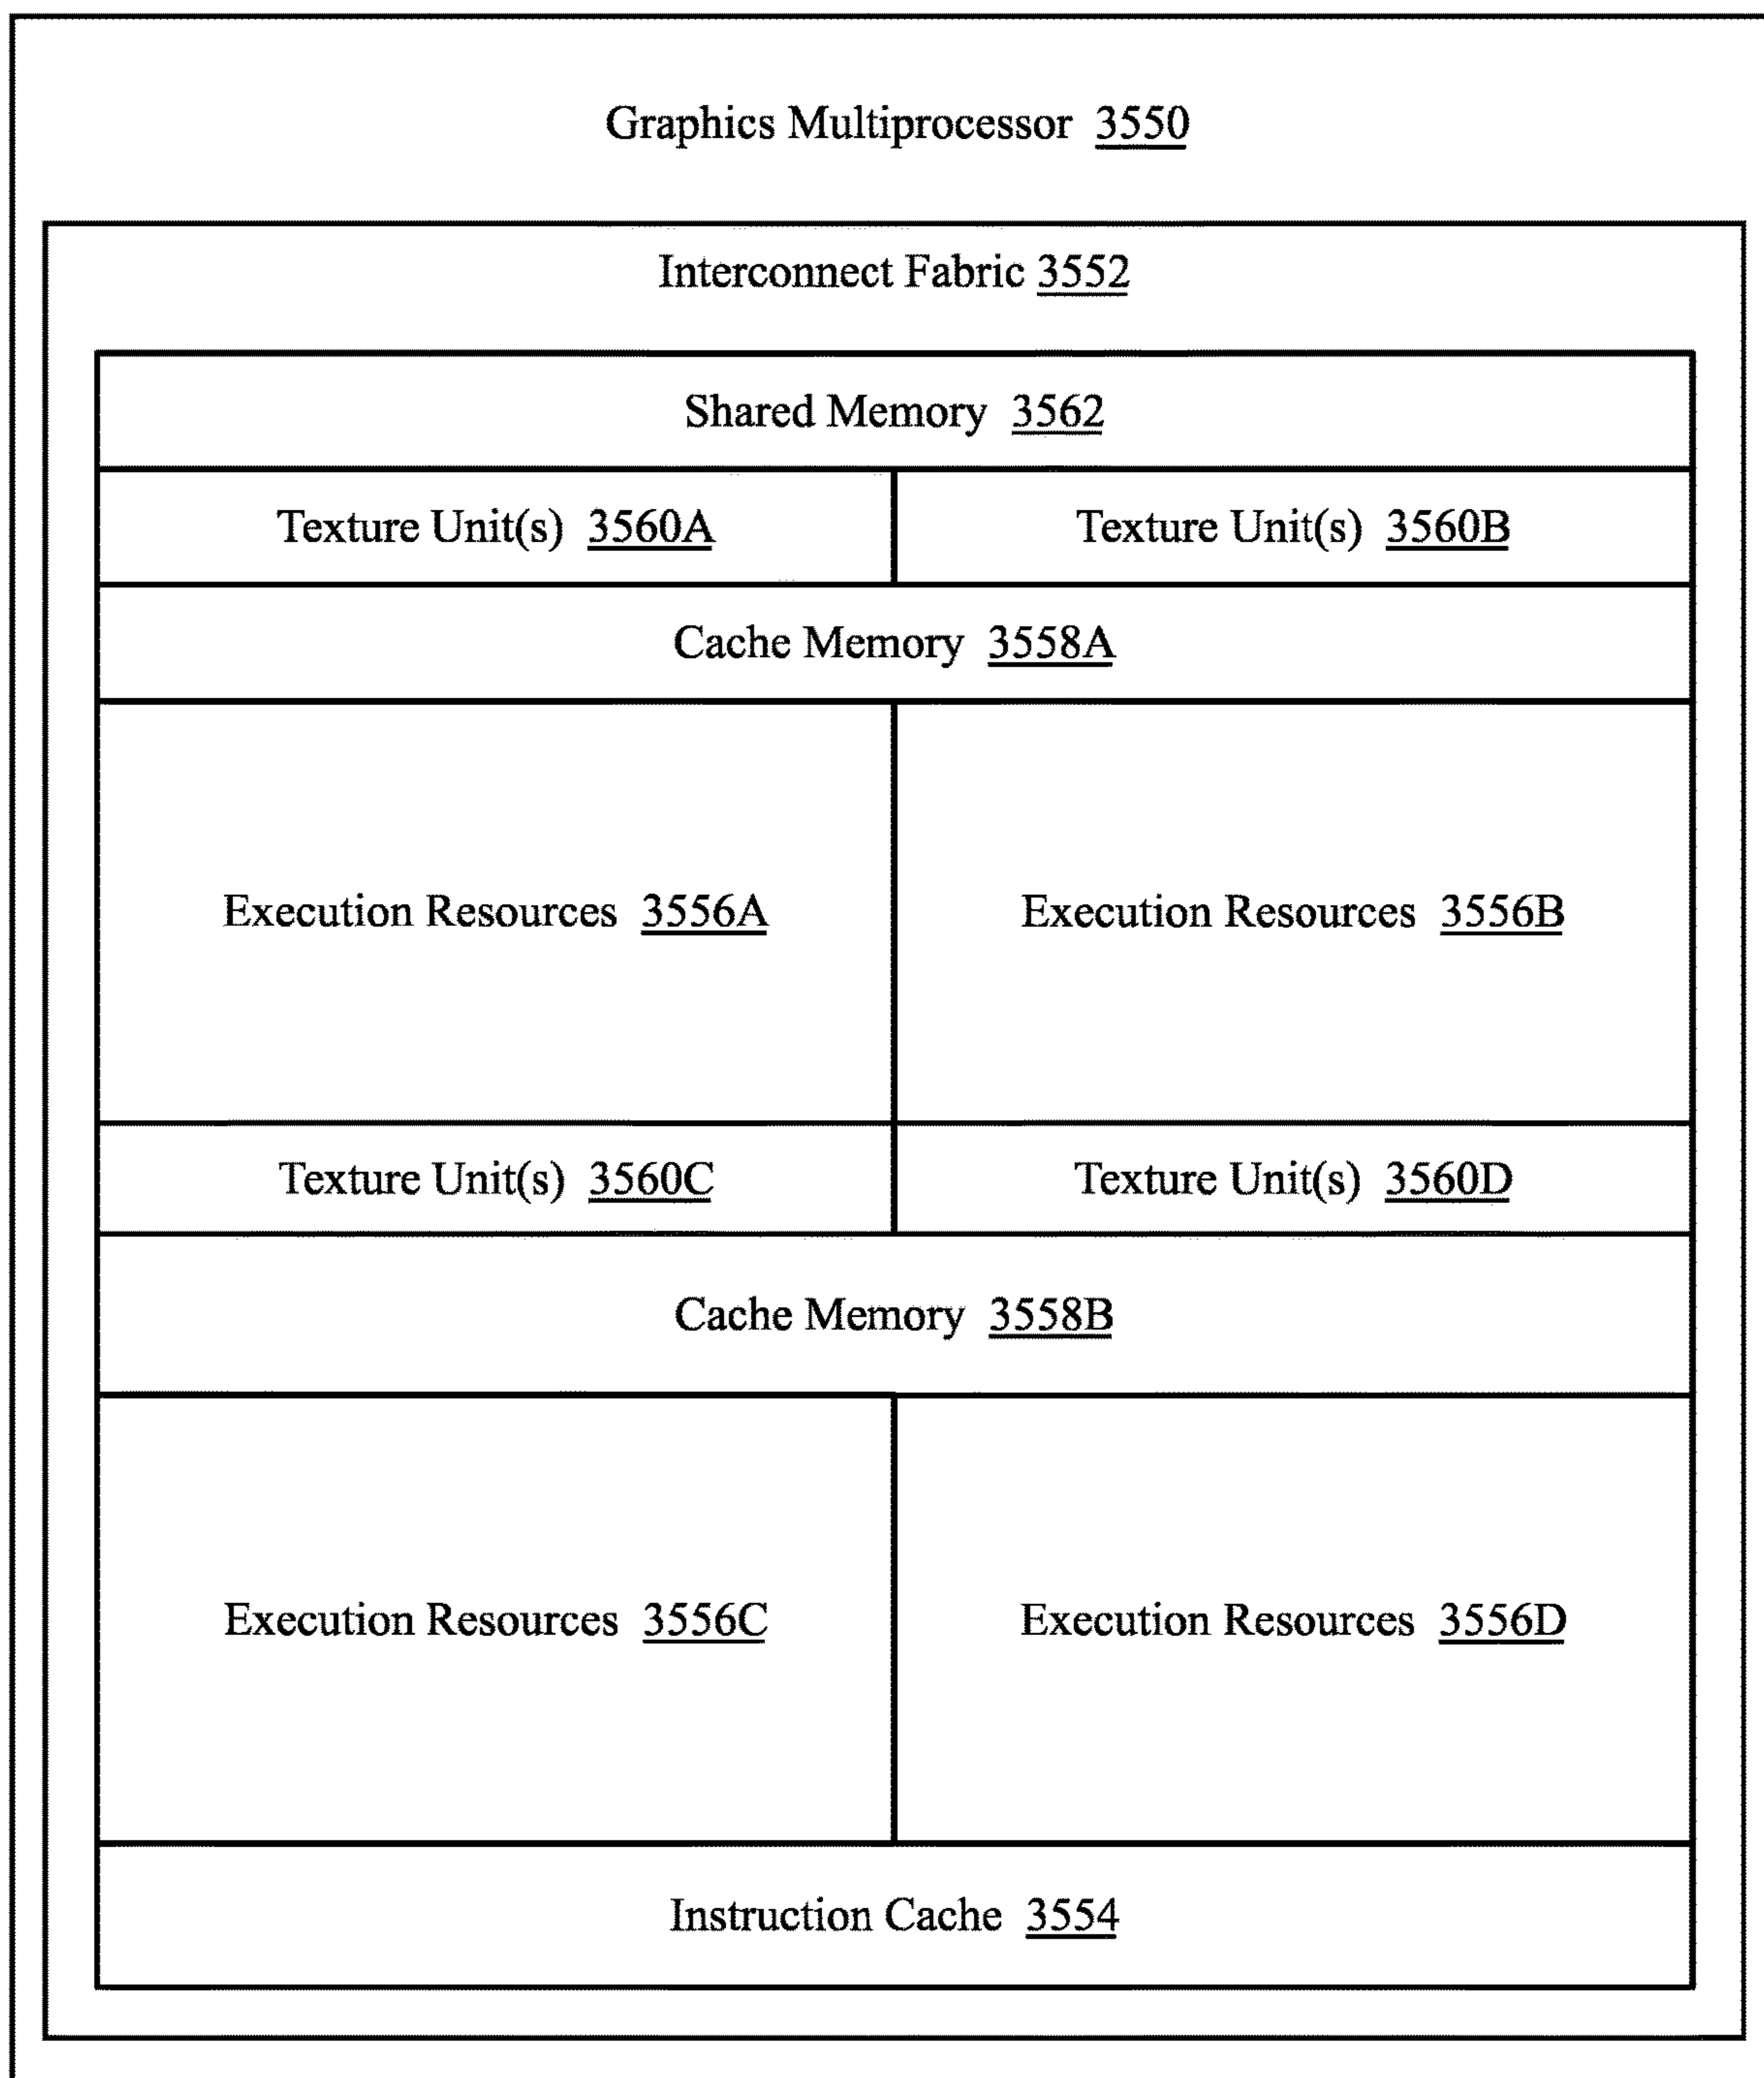 Graphics Multiprocessor 3550
Interconnect Fabric 3552
Shared Memory 3562
Texture Unit(s) 3560A
Texture Unit(s) 3560B
Cache Memory 3558A
Execution Resources 3556A
Execution Resources 3556B
Texture Unit(s) 3560C
Texture Unit(s) 3560D
Cache Memory 3558B
Execution Resources 3556C
Execution Resources 3556D
Instruction Cache 3554